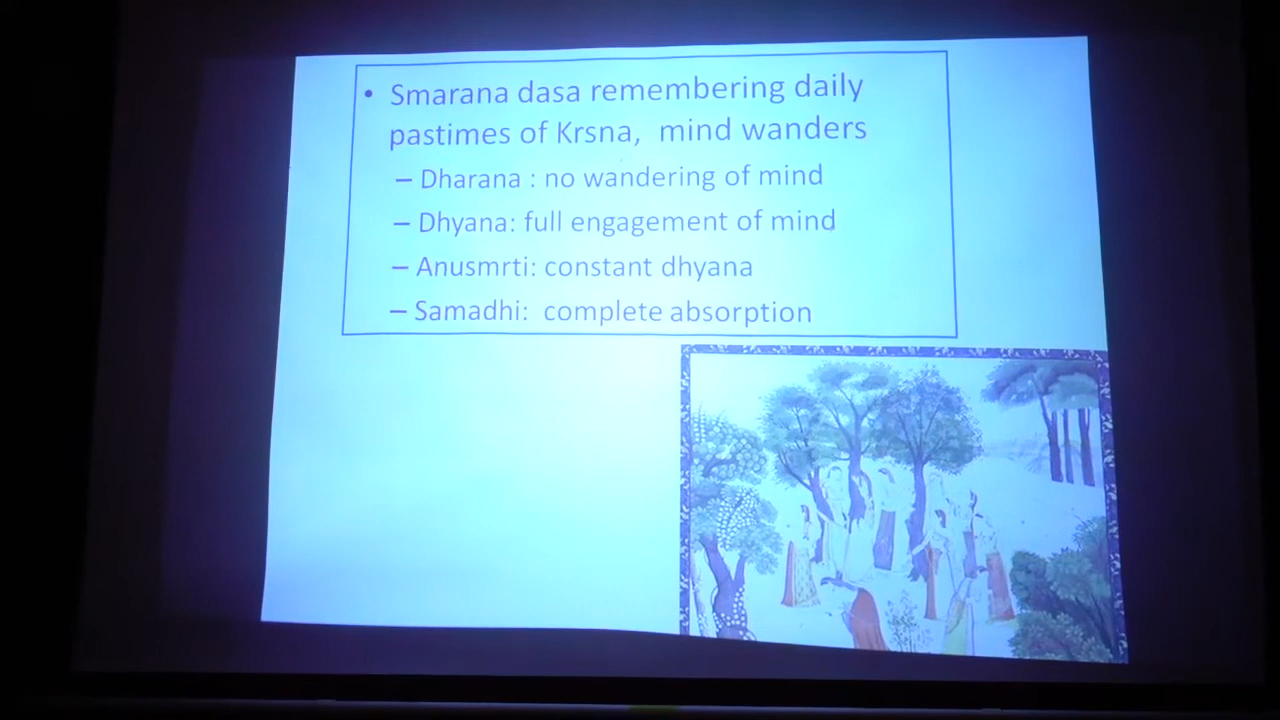 • Smarana dasa remembering daily
pastimes of Krsna, mind wanders
– Dharana : no wandering of mind
– Dhyana: full engagement of mind
– Anusmrti: constant dhyana
– Samadhi: complete absorption